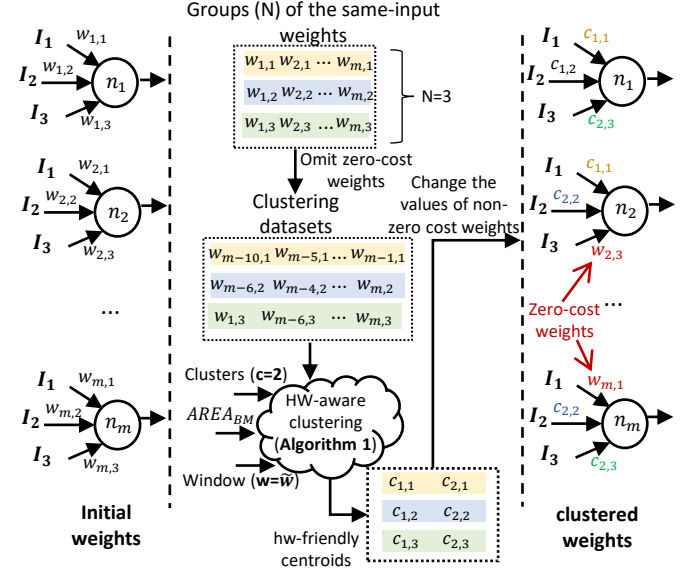 Groups (N) of the same-input
weights
I₁ w₁,₁
I₂ w₁,₂ n₁
I₃ w₁,₃
I₁ w₂,₁
I₂ w₂,₂ n₂
I₃ w₂,₃
...
I₁ wₘ,₁
I₂ wₘ,₂ nₘ
I₃ wₘ,₃
Initial
weights
w₁,₁ w₂,₁ ... wₘ,₁
w₁,₂ w₂,₂ ... wₘ,₂
w₁,₃ w₂,₃ ... wₘ,₃
N=3
Omit zero-cost
weights
Clustering
datasets
wₘ₋₁₀,₁ wₘ₋₅,₁ ... wₘ₋₁,₁
wₘ₋₆,₂ wₘ₋₄,₂ ... wₘ,₂
w₁,₃ wₘ₋₆,₃ ... wₘ,₃
Clusters (c=2)
AREA_BM
Window (w=w̃)
HW-aware
clustering
(Algorithm 1)
hw-friendly
centroids
c₁,₁ c₂,₁
c₁,₂ c₂,₂
c₁,₃ c₂,₃
Change the
values of non-
zero cost weights
I₁ c₁,₁
I₂ c₁,₂ n₁
I₃ c₂,₃
I₁ c₁,₁
I₂ c₂,₂ n₂
I₃ w₂,₃
...
Zero-cost
weights
I₁ wₘ,₁
I₂ c₂,₂ nₘ
I₃ c₂,₃
clustered
weights